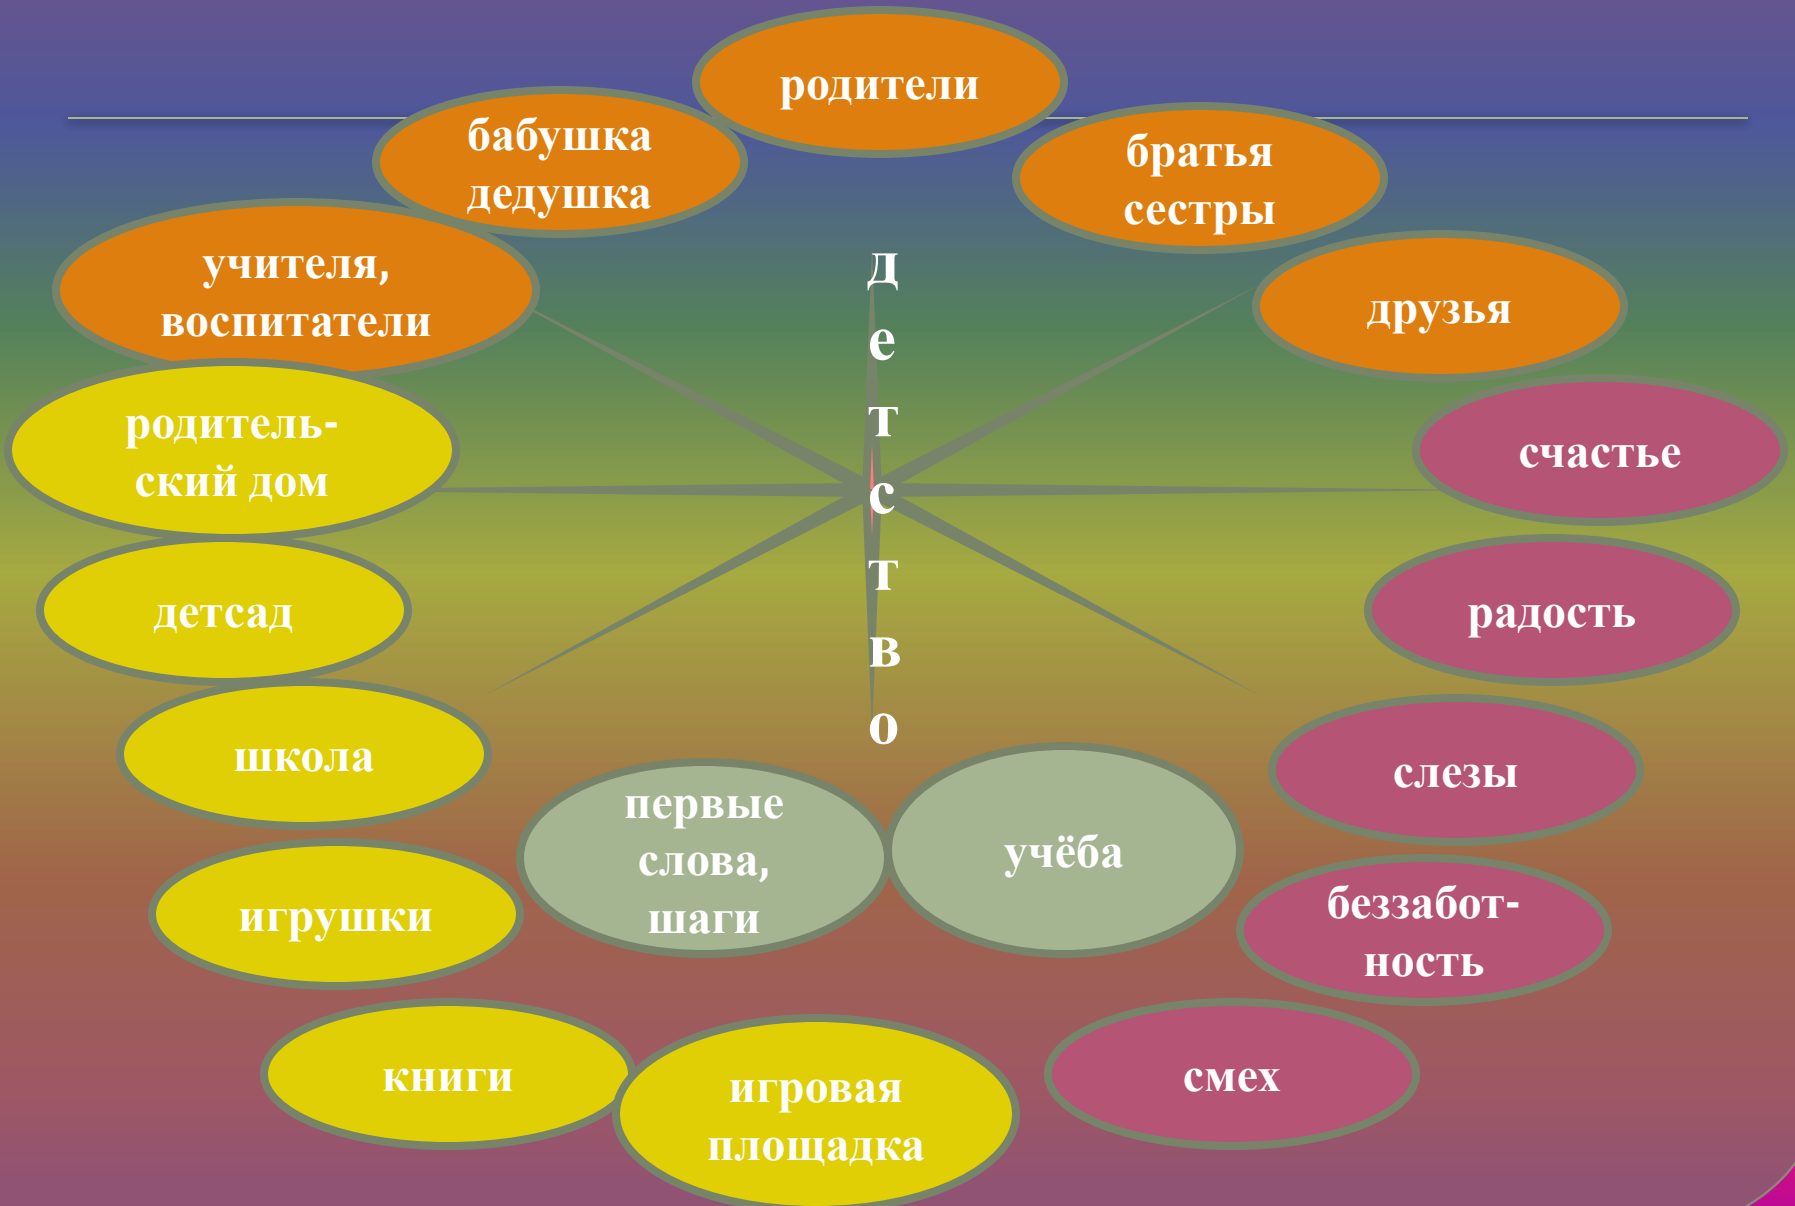 родители
бабушка
дедушка
братья
сестры
учителя,
воспитатели
друзья
детство
родитель-
ский дом
счастье
детсад
радость
школа
слезы
первые
слова,
шаги
учёба
игрушки
беззабот-
ность
книги
игровая
площадка
смех